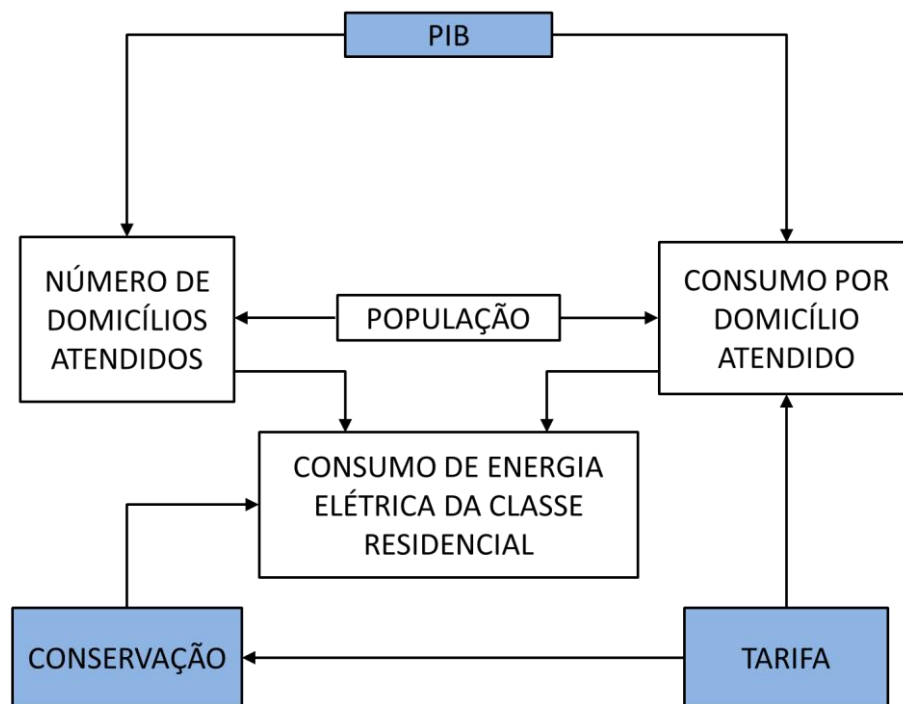 PIB
NÚMERO DE
DOMICÍLIOS
ATENDIDOS
POPULAÇÃO
CONSUMO POR
DOMICÍLIO
ATENDIDO
CONSUMO DE ENERGIA
ELÉTRICA DA CLASSE
RESIDENCIAL
CONSERVAÇÃO
TARIFA